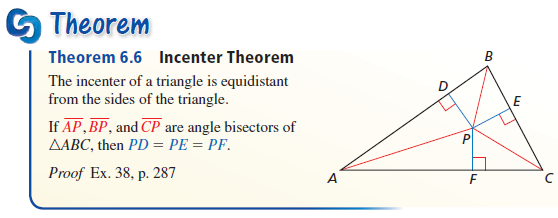 Theorem
Theorem 6.6 Incenter Theorem
The incenter of a triangle is equidistant
from the sides of the triangle.
If AP, BP, and CP are angle bisectors of
△ABC, then PD = PE = PF.
Proof Ex. 38, p. 287
B
D
E
P
A
F
C